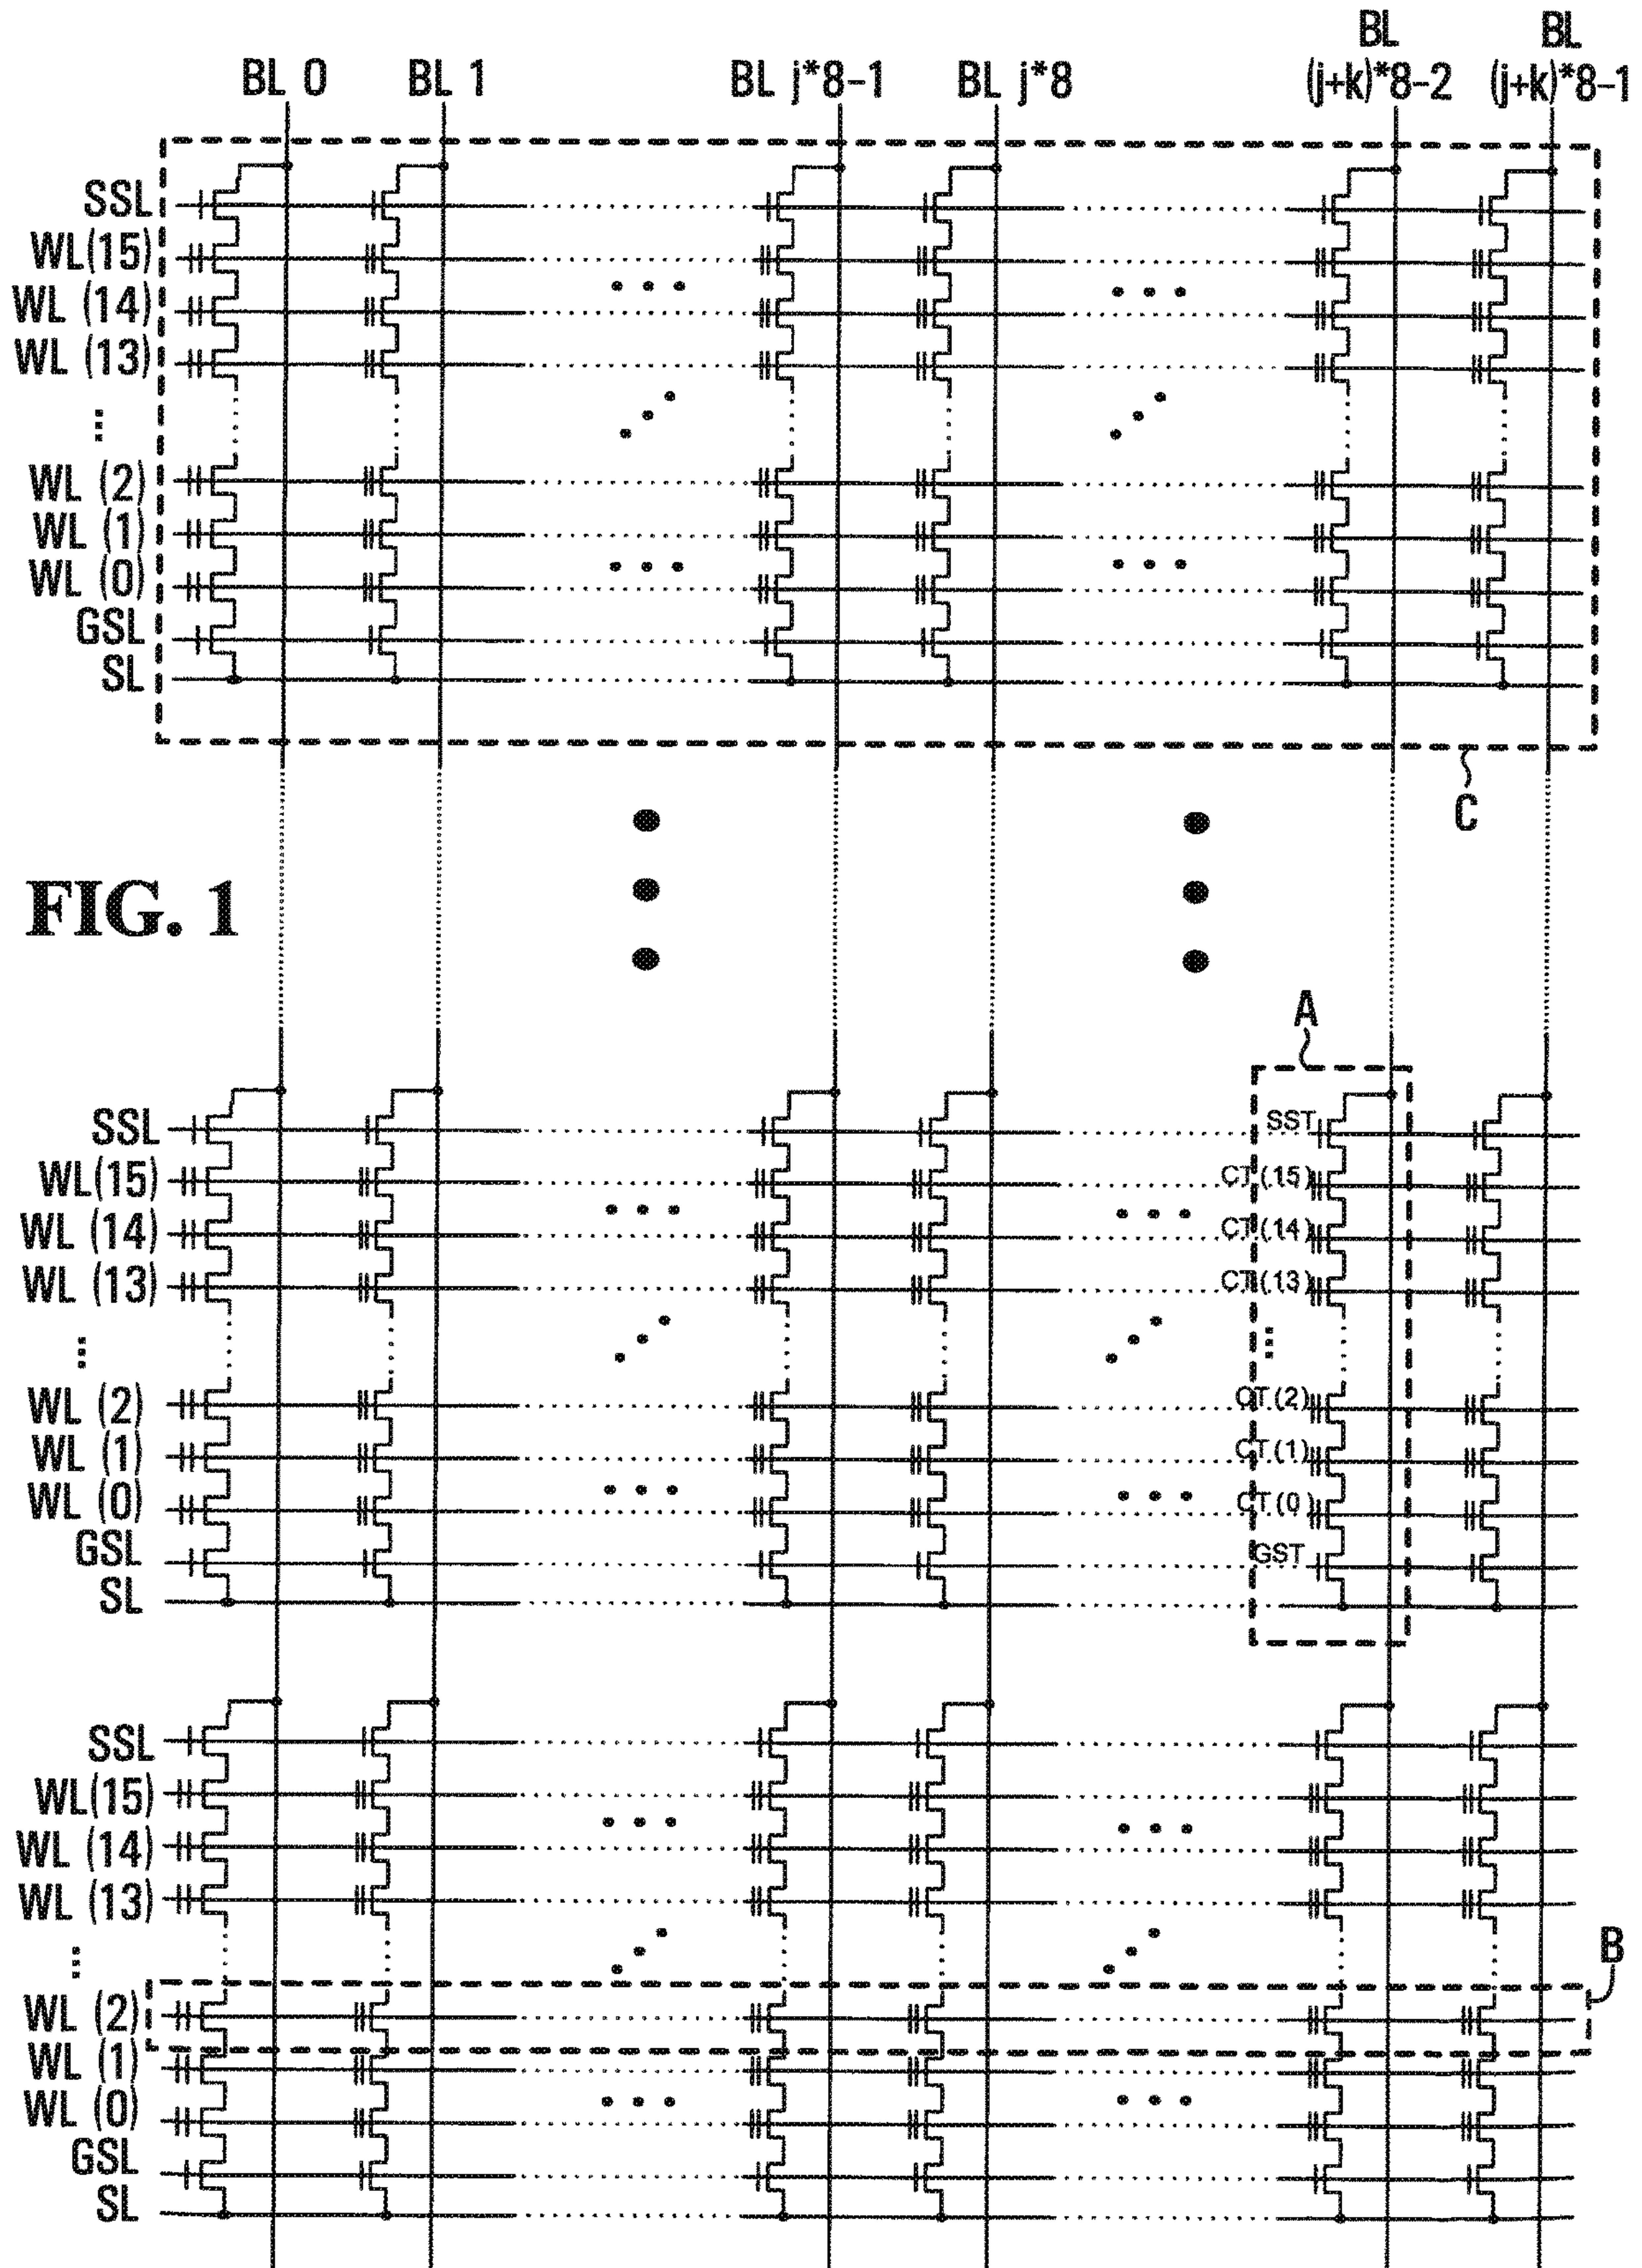 BL 0
BL 1
BL j*8-1
BL j*8
BL
(j+k)*8-2
BL
(j+k)*8-1
SSL
WL(15)
WL (14)
WL (13)
...
WL (2)
WL (1)
WL (0)
GSL
SL
C
FIG. 1
A
SSL
WL(15)
WL (14)
WL (13)
...
WL (2)
WL (1)
WL (0)
GSL
SL
SST
CT(15)
CT(14)
CT(13)
...
CT(2)
CT(1)
CT(0)
GST
SSL
WL(15)
WL (14)
WL (13)
...
WL (2)
WL (1)
WL (0)
GSL
SL
B